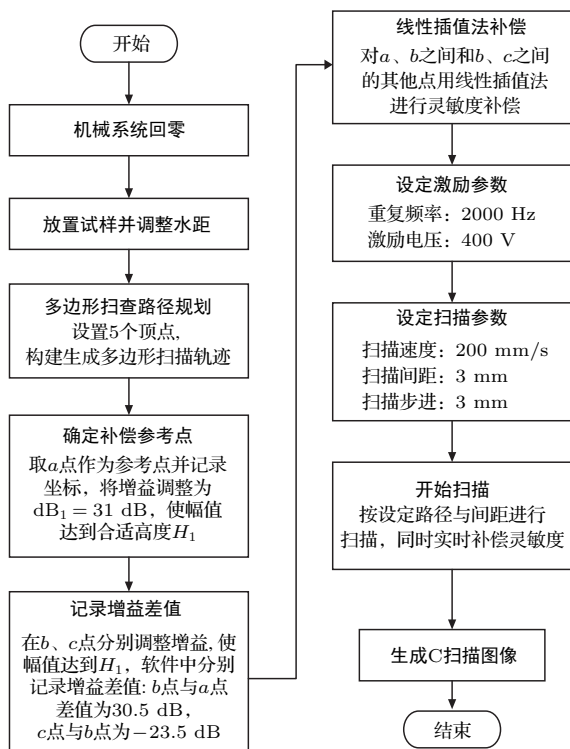 开始
机械系统回零
放置试样并调整水距
多边形扫查路径规划
设置5个顶点,
构建生成多边形扫描轨迹
确定补偿参考点
取a点作为参考点并记录
坐标，将增益调整为
dB₁ = 31 dB，使幅值
达到合适高度H₁
记录增益差值
在b、c点分别调整增益, 使
幅值达到H₁，软件中分别
记录增益差值: b点与a点
差值为30.5 dB，
c点与b点为−23.5 dB
线性插值法补偿
对a、b之间和b、c之间
的其他点用线性插值法
进行灵敏度补偿
设定激励参数
重复频率：2000 Hz
激励电压：400 V
设定扫描参数
扫描速度：200 mm/s
扫描间距：3 mm
扫描步进：3 mm
开始扫描
按设定路径与间距进行
扫描，同时实时补偿灵敏度
生成C扫描图像
结束